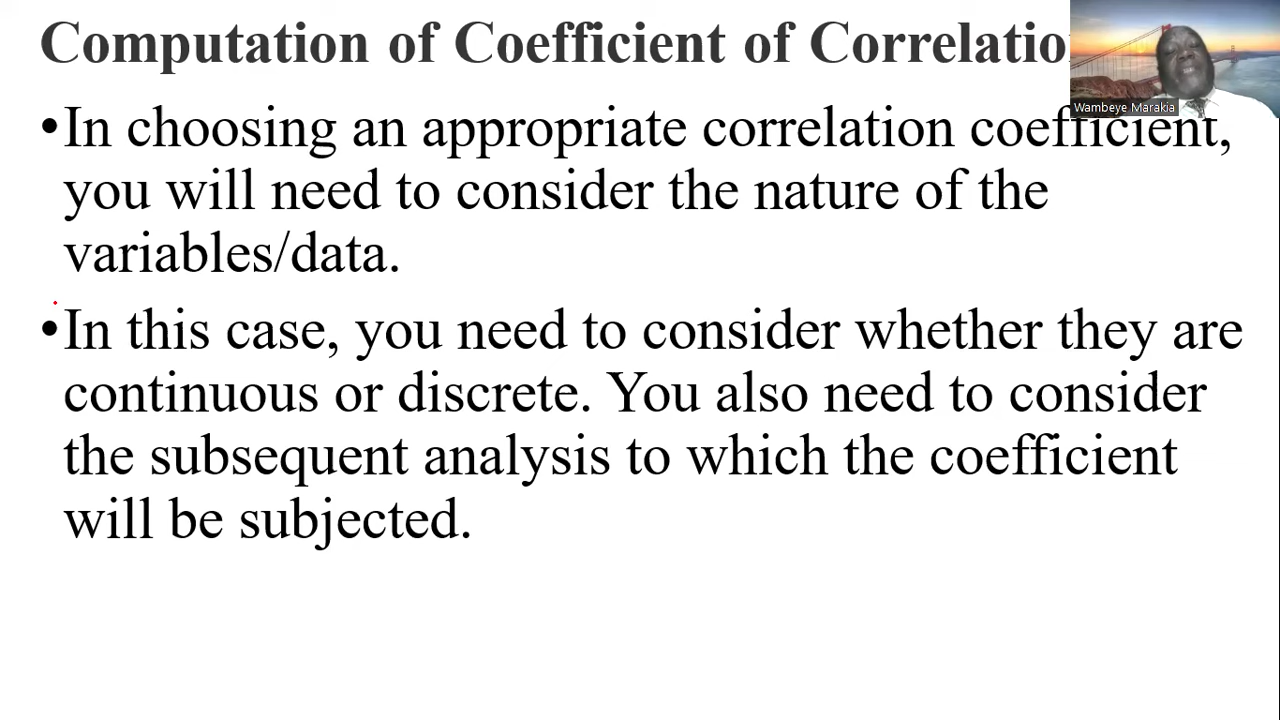 Computation of Coefficient of Correlatio
Wambeye Marakia
•In choosing an appropriate correlation coefficient,
you will need to consider the nature of the
variables/data.
•In this case, you need to consider whether they are
continuous or discrete. You also need to consider
the subsequent analysis to which the coefficient
will be subjected.